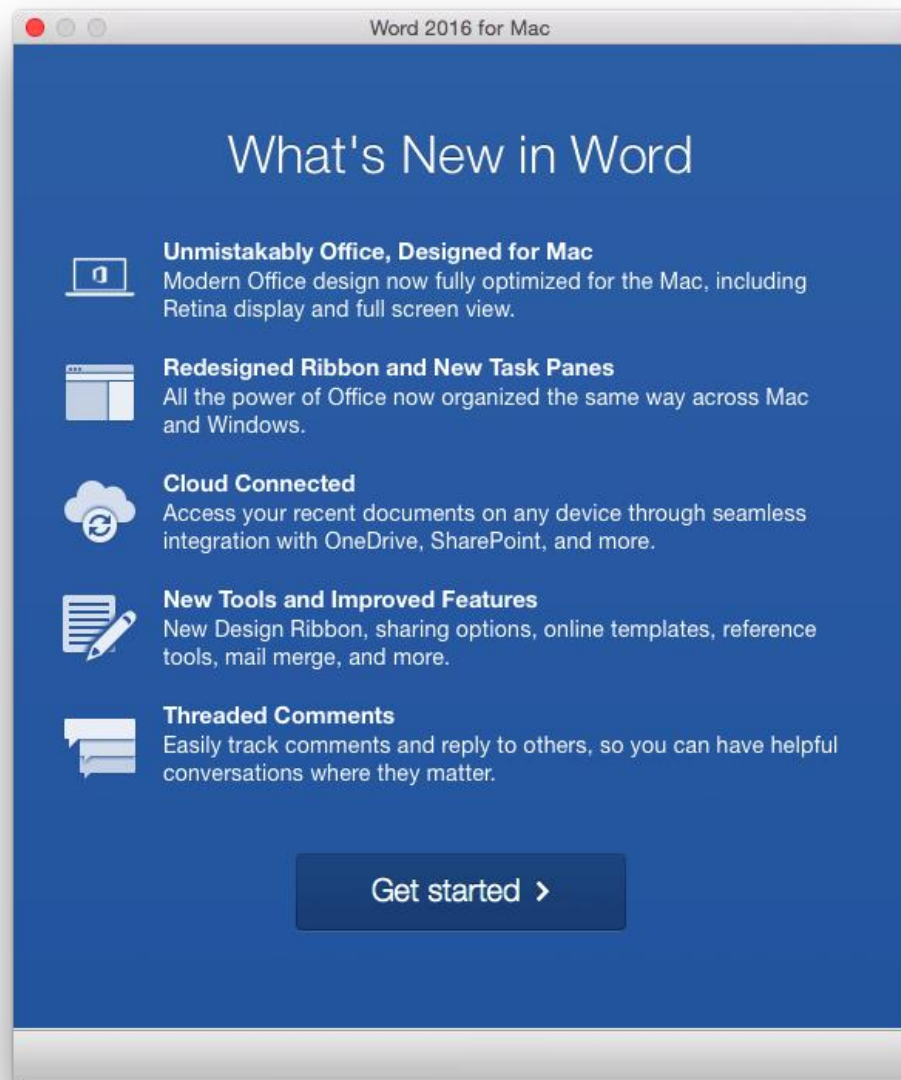 Word 2016 for Mac
What's New in Word
Unmistakably Office, Designed for Mac
Modern Office design now fully optimized for the Mac, including
Retina display and full screen view.
Redesigned Ribbon and New Task Panes
All the power of Office now organized the same way across Mac
and Windows.
Cloud Connected
Access your recent documents on any device through seamless
integration with OneDrive, SharePoint, and more.
New Tools and Improved Features
New Design Ribbon, sharing options, online templates, reference
tools, mail merge, and more.
Threaded Comments
Easily track comments and reply to others, so you can have helpful
conversations where they matter.
Get started >